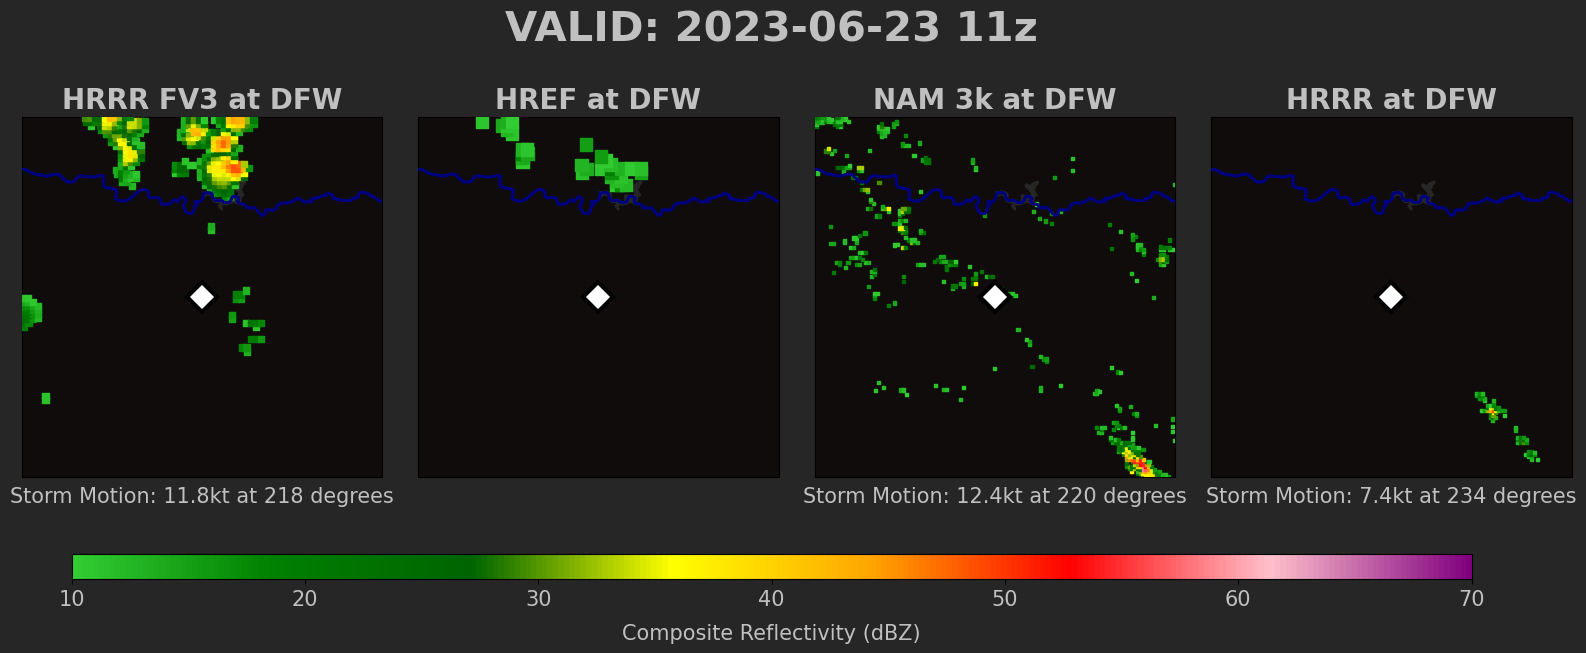 VALID: 2023-06-23 11z
HRRR FV3 at DFW
HREF at DFW
NAM 3k at DFW
HRRR at DFW
Storm Motion: 11.8kt at 218 degrees
Storm Motion: 12.4kt at 220 degrees
Storm Motion: 7.4kt at 234 degrees
10 20 30 40 50 60 70
Composite Reflectivity (dBZ)